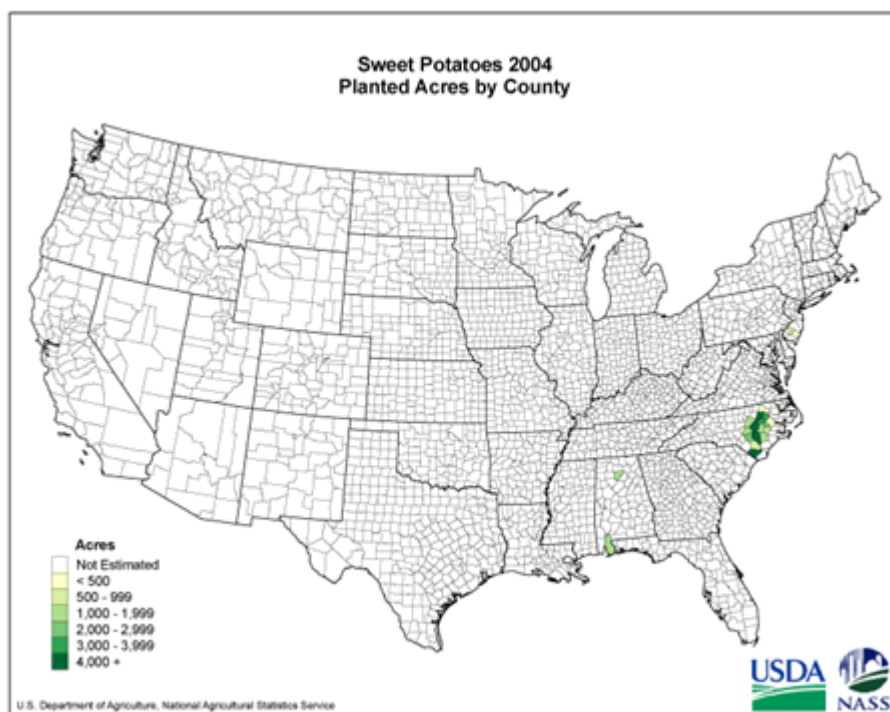 Sweet Potatoes 2004
Planted Acres by County
Acres
Not Estimated
< 500
500 - 999
1,000 - 1,999
2,000 - 2,999
3,000 - 3,999
4,000 +
U.S. Department of Agriculture, National Agricultural Statistics Service
USDA
NASS